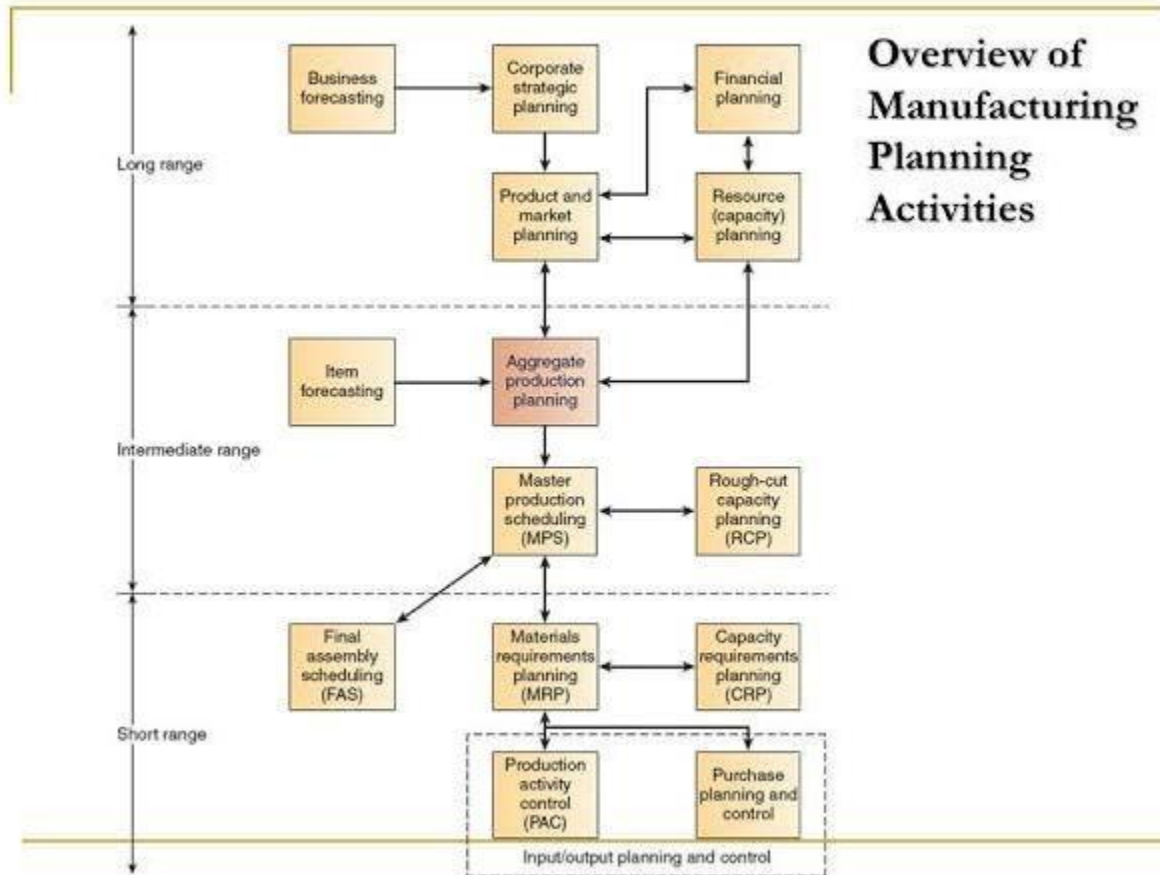 Overview of
Manufacturing
Planning
Activities
Long range
Business
forecasting
Corporate
strategic
planning
Financial
planning
Product and
market
planning
Resource
(capacity)
planning
Intermediate range
Item
forecasting
Aggregate
production
planning
Master
production
scheduling
(MPS)
Rough-cut
capacity
planning
(RCP)
Short range
Final
assembly
scheduling
(FAS)
Materials
requirements
planning
(MRP)
Capacity
requirements
planning
(CRP)
Production
activity
control
(PAC)
Purchase
planning and
control
Input/output planning and control